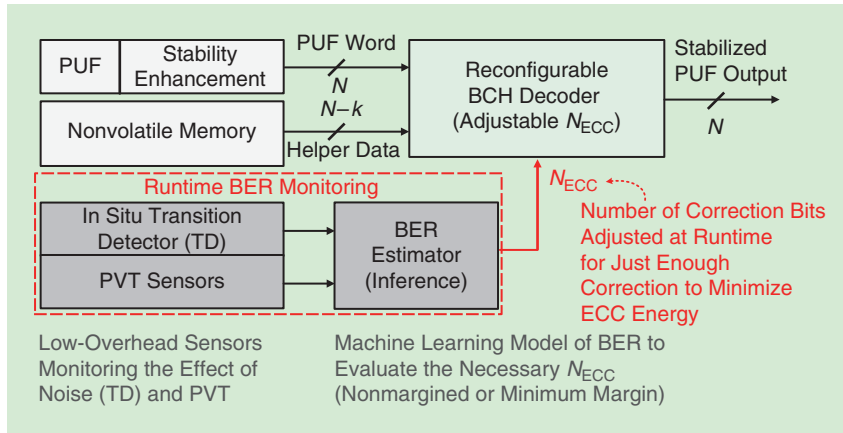 PUF
Stability
Enhancement
PUF Word
N
Nonvolatile Memory
N–k
Helper Data
Reconfigurable
BCH Decoder
(Adjustable N_ECC)
Stabilized
PUF Output
N
Runtime BER Monitoring
In Situ Transition
Detector (TD)
PVT Sensors
BER
Estimator
(Inference)
N_ECC
Number of Correction Bits
Adjusted at Runtime
for Just Enough
Correction to Minimize
ECC Energy
Low-Overhead Sensors
Monitoring the Effect of
Noise (TD) and PVT
Machine Learning Model of BER to
Evaluate the Necessary N_ECC
(Nonmargined or Minimum Margin)